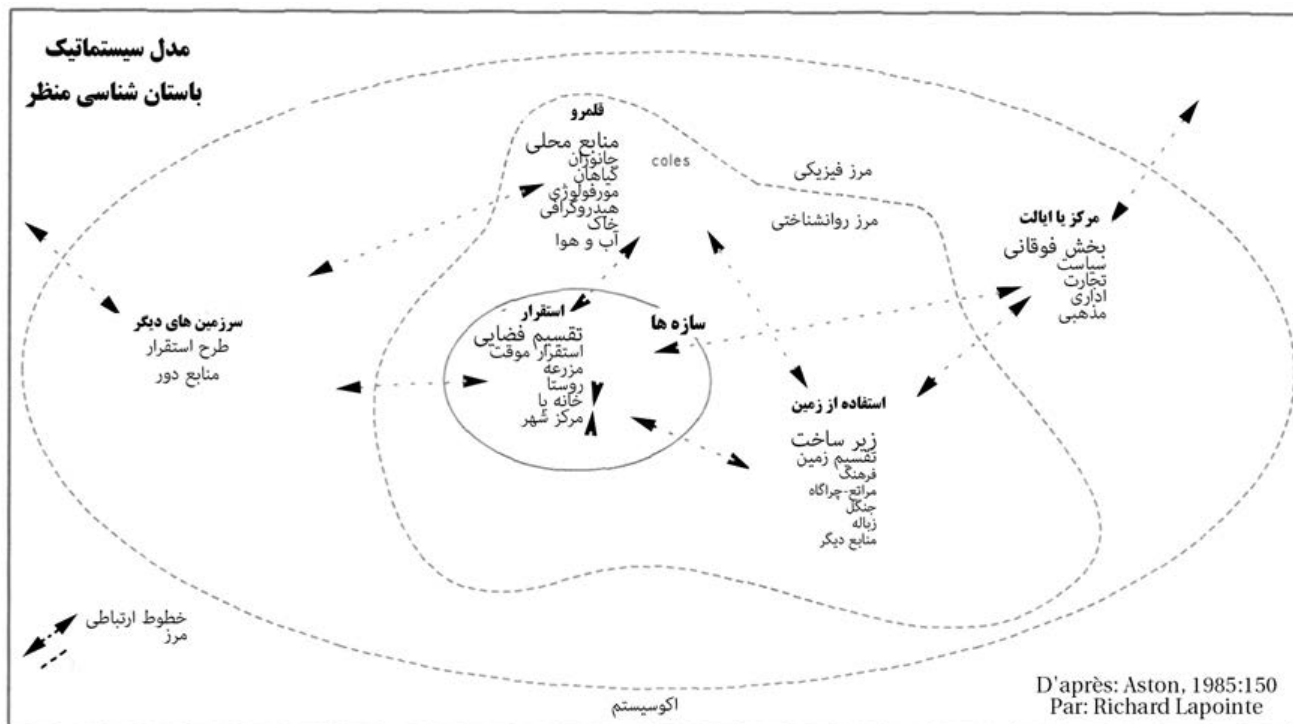 مدل سیستماتیک
باستان شناسی منظر
قلمرو
منابع محلی
جانوران
گیاهان
مورفولوژی
هیدروگرافی
خاک
آب و هوا
coles
مرز فیزیکی
مرز روانشناختی
مرکز یا ایالت
بخش فوقانی
سیاست
تجارت
اداری
مذهبی
سرزمین های دیگر
طرح استقرار
منابع دور
سازه ها
استقرار
تقسیم فضایی
استقرار موقت
مزرعه
روستا
خانه یا
مرکز شهر
استفاده از زمین
زیر ساخت
تقسیم زمین
فرهنگ
مراتع-چراگاه
جنگل
زباله
منابع دیگر
خطوط ارتباطی
مرز
اکوسیستم
D'après: Aston, 1985:150
Par: Richard Lapointe